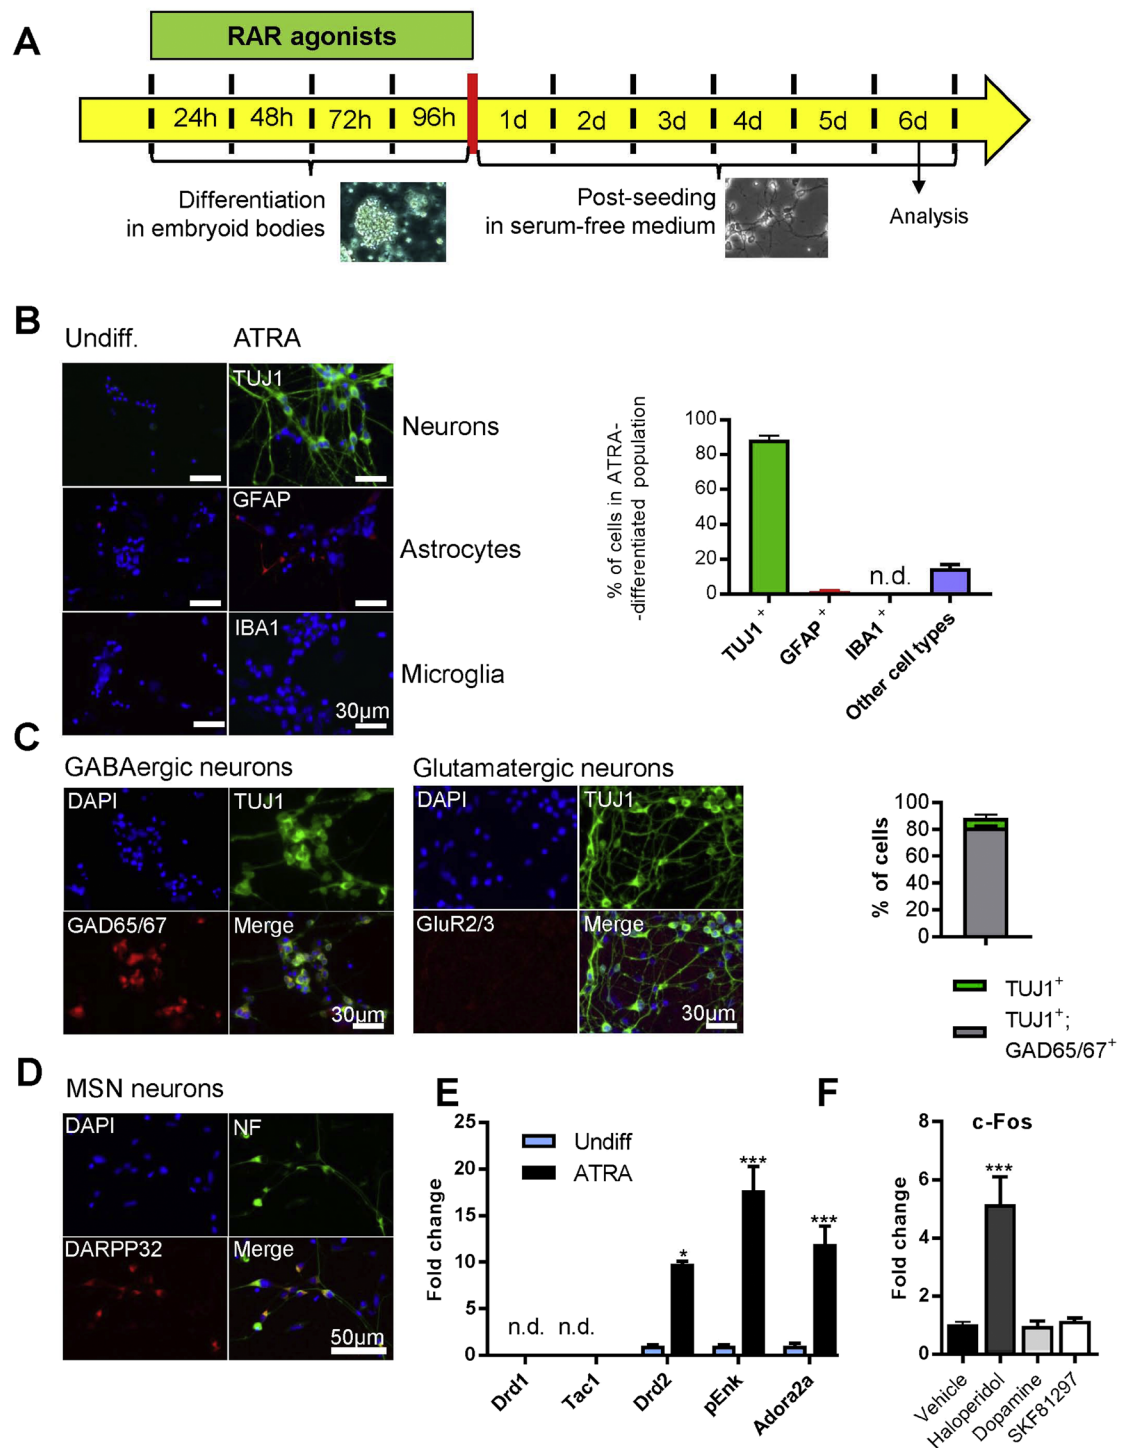 A
RAR agonists
24h 48h 72h 96h 1d 2d 3d 4d 5d 6d
Differentiation
in embryoid bodies
Post-seeding
in serum-free medium
Analysis
B
Undiff. ATRA
TUJ1
Neurons
GFAP
Astrocytes
IBA1
Microglia
30µm
% of cells in ATRA-
-differentiated population
100
80
60
40
20
0
n.d.
TUJ1+
GFAP+
IBA1+
Other cell types
C
GABAergic neurons
DAPI TUJ1
GAD65/67 Merge
30µm
Glutamatergic neurons
DAPI TUJ1
GluR2/3 Merge
30µm
% of cells
100
80
60
40
20
0
TUJ1+
TUJ1+;
GAD65/67+
D
MSN neurons
DAPI NF
DARPP32 Merge
50µm
E
Fold change
25
20
15
10
5
0
Undiff
ATRA
n.d. n.d.
*
***
***
Drd1
Tac1
Drd2
pEnk
Adora2a
F
c-Fos
Fold change
8
6
4
2
0
***
Vehicle
Haloperidol
Dopamine
SKF81297